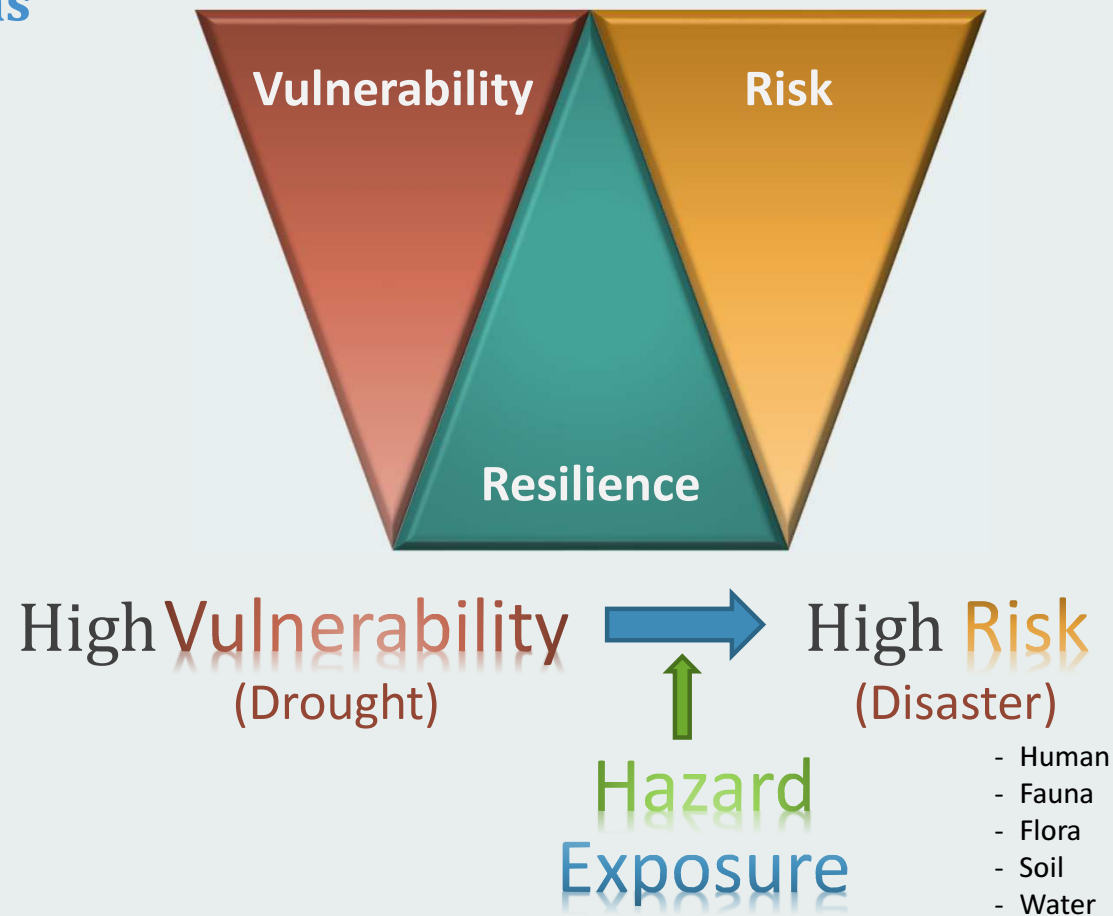 Vulnerability
Risk
Resilience
High Vulnerability
High Risk
(Drought)
(Disaster)
Hazard
Exposure
- Human
- Fauna
- Flora
- Soil
- Water